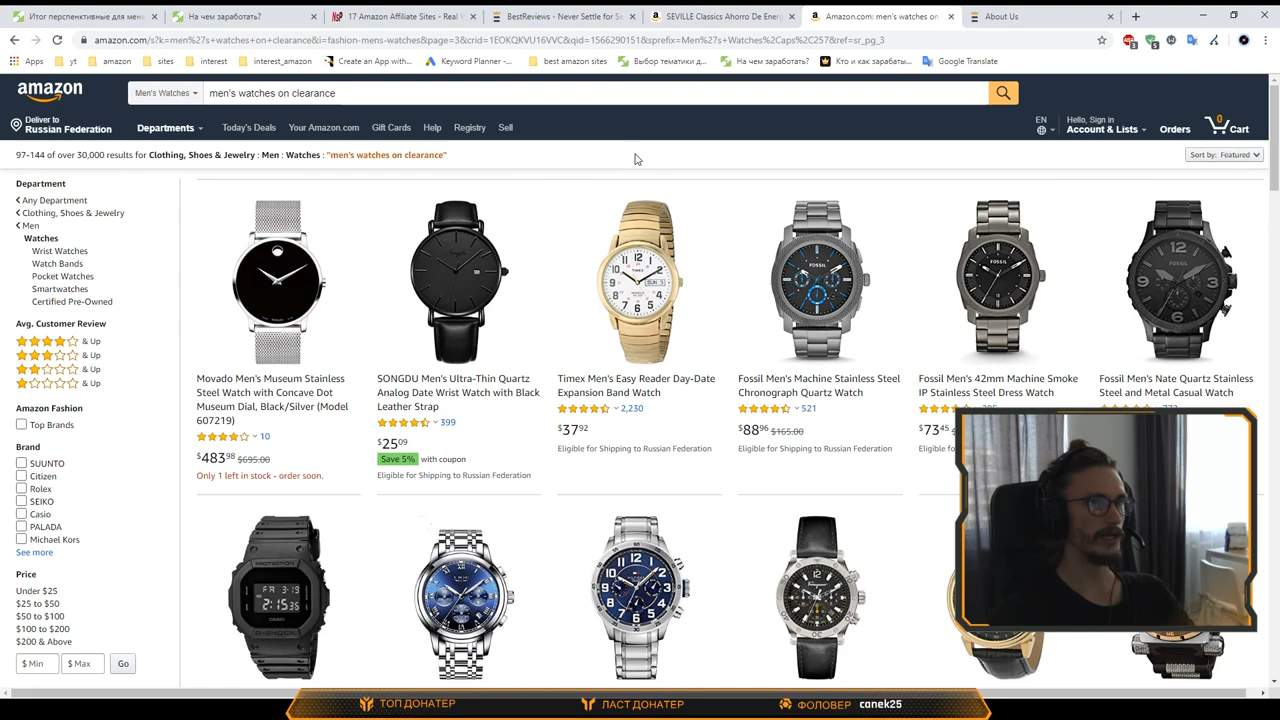 Итог перспективные для мен
На чем заработать?
17 Amazon Affiliate Sites - Real W
BestReviews - Never Settle for Se
SEVILLE Classics Ahorro De Ener
Amazon.com: men's watches on
About Us
amazon.com/s?k=men%27s+watches+on+clearance&i=fashion-mens-watches&page=3&crid=1EOKQKVU16VVC&qid=1566290151&sprefix=Men%27s+Watches%2Caps%2C257&ref=sr_pg_3
Apps
yt
amazon
sites
interest
interest_amazon
Create an App with...
Keyword Planner -...
best amazon sites
Выбор тематики д...
На чем заработать?
Кто и как зарабаты...
Google Translate
amazon
Men's Watches
men's watches on clearance
Deliver to
Russian Federation
Departments
Today's Deals
Your Amazon.com
Gift Cards
Help
Registry
Sell
EN
Hello, Sign in
Account & Lists
Orders
0
Cart
97-144 of over 30,000 results for Clothing, Shoes & Jewelry : Men : Watches : "men's watches on clearance"
Sort by: Featured
Department
Any Department
Clothing, Shoes & Jewelry
Men
Watches
Wrist Watches
Watch Bands
Pocket Watches
Smartwatches
Certified Pre-Owned
Avg. Customer Review
& Up
& Up
& Up
& Up
Amazon Fashion
Top Brands
Brand
SUUNTO
Citizen
Rolex
SEIKO
Casio
PALADA
Michael Kors
See more
Price
Under $25
$25 to $50
$50 to $100
$100 to $200
$200 & Above
$ Min
$ Max
Go
Movado Men's Museum Stainless
Steel Watch with Concave Dot
Museum Dial, Black/Silver (Model
607219)
10
$483 98 $695.00
Only 1 left in stock - order soon.
SONGDU Men's Ultra-Thin Quartz
Analog Date Wrist Watch with Black
Leather Strap
399
$25 09
Save 5% with coupon
Eligible for Shipping to Russian Federation
Timex Men's Easy Reader Day-Date
Expansion Band Watch
2,230
$37 92
Eligible for Shipping to Russian Federation
Fossil Men's Machine Stainless Steel
Chronograph Quartz Watch
521
$88 96 $165.00
Eligible for Shipping to Russian Federation
Fossil Men's 42mm Machine Smoke
IP Stainless Steel Dress Watch
$73 45
Eligible for S
Fossil Men's Nate Quartz Stainless
Steel and Metal Casual Watch
FOSSIL
FOSSIL
PROTECTION
2:15 35
CASIO
G-SHOCK
ТОП ДОНАТЕР
ЛАСТ ДОНАТЕР
ФОЛОВЕР
canek25